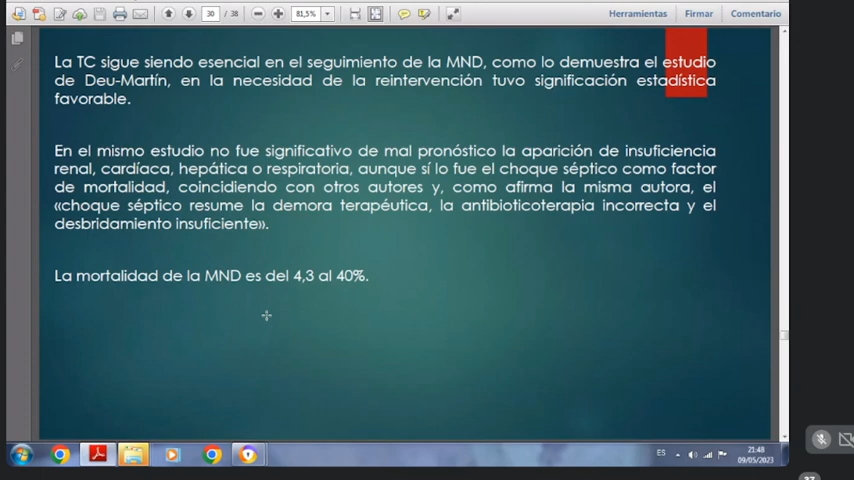 30 / 38
81,5%
Herramientas
Firmar
Comentario
La TC sigue siendo esencial en el seguimiento de la MND, como lo demuestra el estudio
de Deu-Martín, en la necesidad de la reintervención tuvo significación estadística
favorable.
En el mismo estudio no fue significativo de mal pronóstico la aparición de insuficiencia
renal, cardíaca, hepática o respiratoria, aunque sí lo fue el choque séptico como factor
de mortalidad, coincidiendo con otros autores y, como afirma la misma autora, el
«choque séptico resume la demora terapéutica, la antibioticoterapia incorrecta y el
desbridamiento insuficiente».
La mortalidad de la MND es del 4,3 al 40%.
ES
21:48
09/05/2023